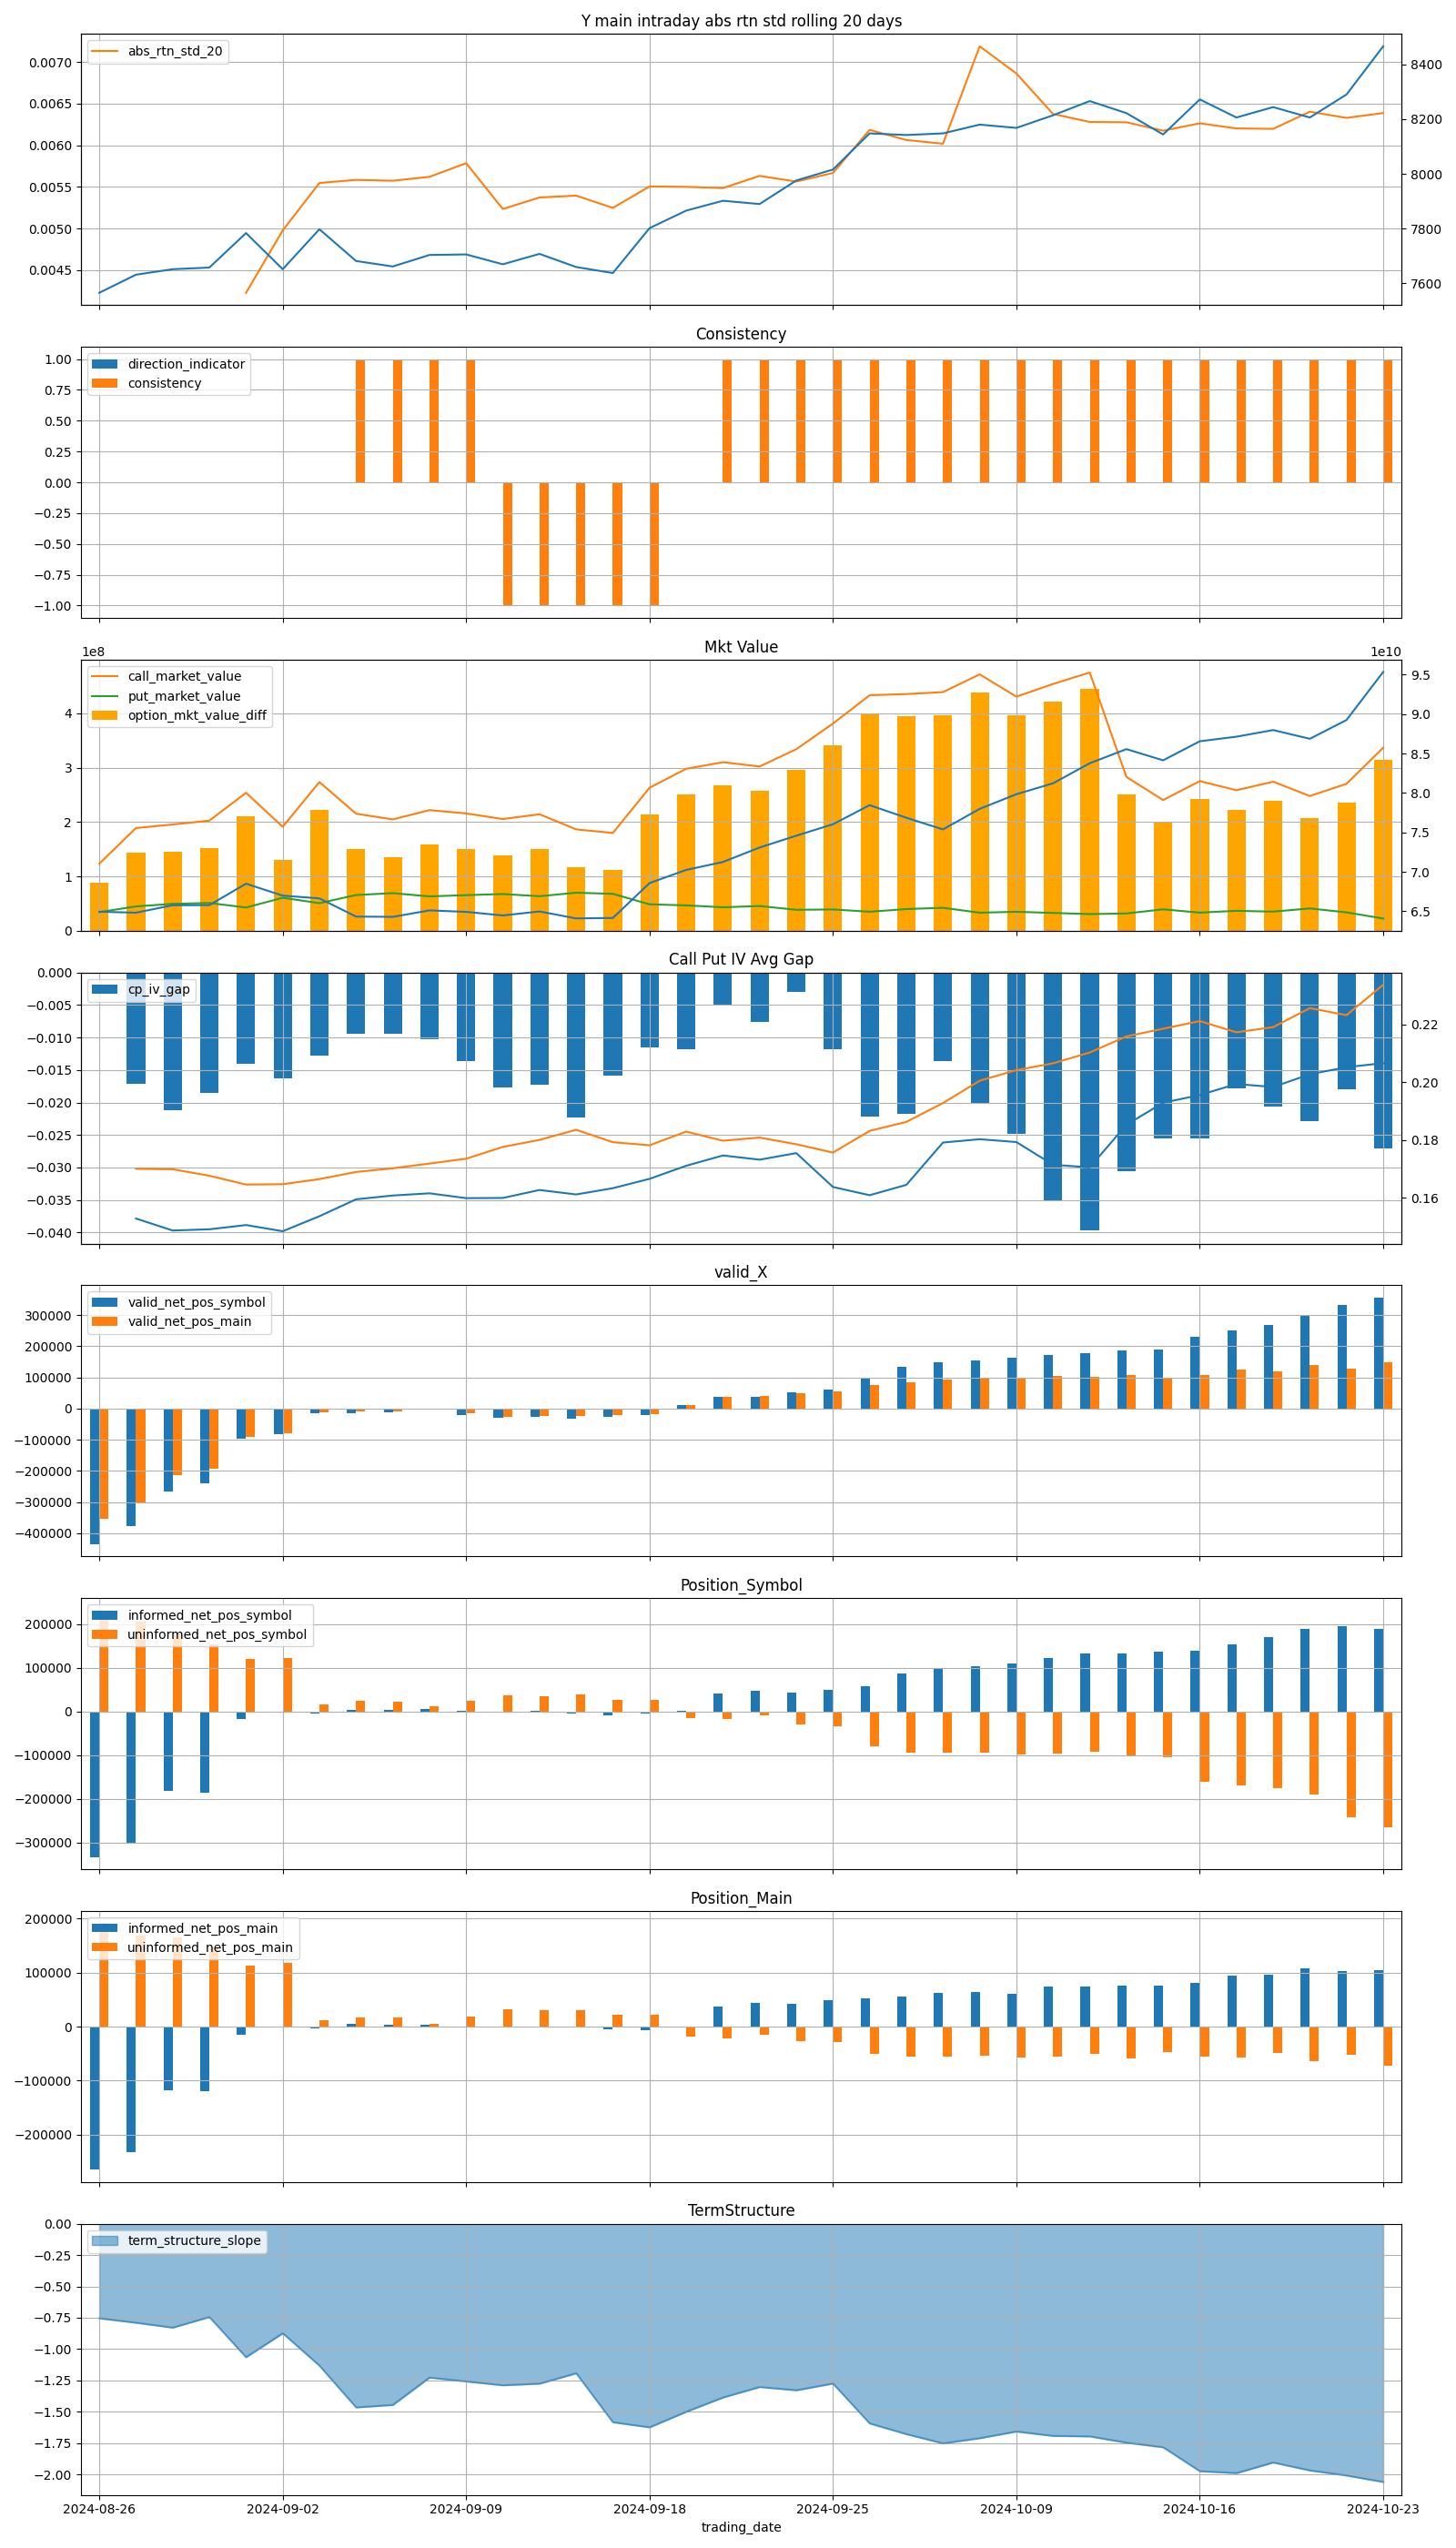 Y main intraday abs rtn std rolling 20 days
abs_rtn_std_20
0.0070
0.0065
0.0060
0.0055
0.0050
0.0045
8400
8200
8000
7800
7600
Consistency
direction_indicator
consistency
1.00
0.75
0.50
0.25
0.00
−0.25
−0.50
−0.75
−1.00
Mkt Value
1e8
1e10
call_market_value
put_market_value
option_mkt_value_diff
4
3
2
1
0
9.5
9.0
8.5
8.0
7.5
7.0
6.5
Call Put IV Avg Gap
cp_iv_gap
0.000
−0.005
−0.010
−0.015
−0.020
−0.025
−0.030
−0.035
−0.040
0.22
0.20
0.18
0.16
valid_X
valid_net_pos_symbol
valid_net_pos_main
300000
200000
100000
0
−100000
−200000
−300000
−400000
Position_Symbol
informed_net_pos_symbol
uninformed_net_pos_symbol
200000
100000
0
−100000
−200000
−300000
Position_Main
informed_net_pos_main
uninformed_net_pos_main
200000
100000
0
−100000
−200000
TermStructure
term_structure_slope
0.00
−0.25
−0.50
−0.75
−1.00
−1.25
−1.50
−1.75
−2.00
2024-08-26 2024-09-02 2024-09-09 2024-09-18 2024-09-25 2024-10-09 2024-10-16 2024-10-23
trading_date